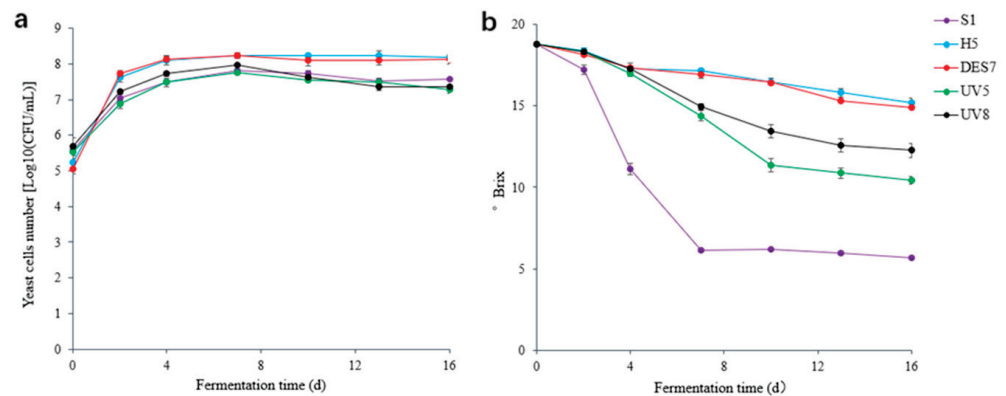 a
9
8
7
6
5
4
3
2
1
0
Yeast cells number [Log10(CFU/mL)]
0 4 8 12 16
Fermentation time (d)
b
20
15
10
5
0
° Brix
0 4 8 12 16
Fermentation time (d)
S1
H5
DES7
UV5
UV8